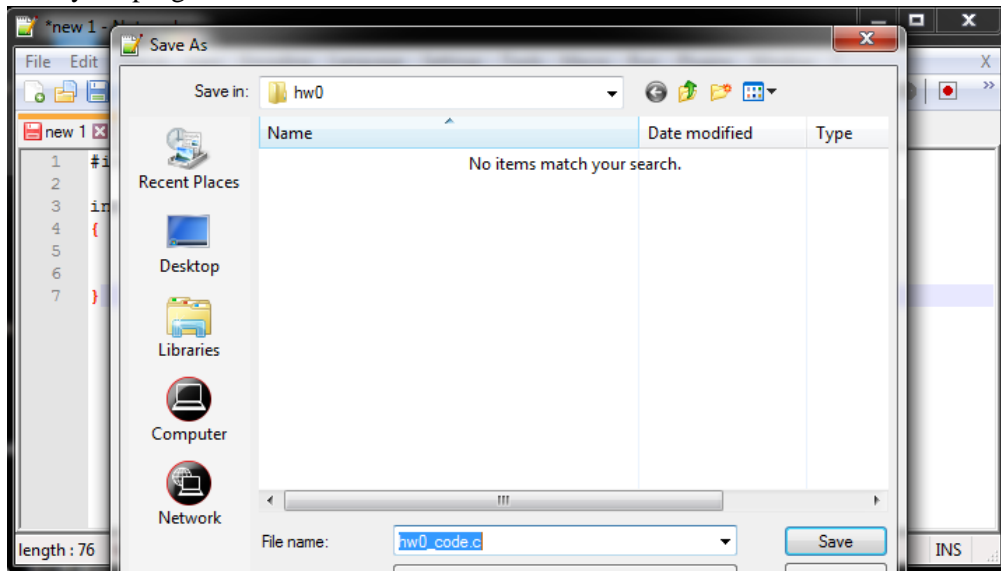 *new 1 -
Save As
X
File Edit
X
Save in:
hw0
»
new 1
Name
Date modified
Type
No items match your search.
1 #i
2
3 in
4 {
5
6
7 }
Recent Places
Desktop
Libraries
Computer
Network
File name:
hw0_code.c
Save
length : 76
INS